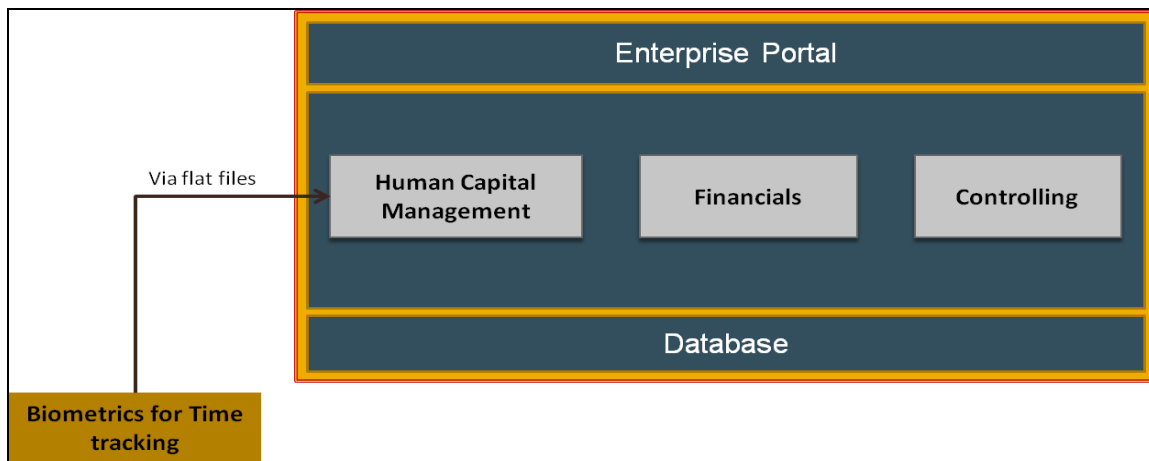 Enterprise Portal
Via flat files
Human Capital
Management
Financials
Controlling
Database
Biometrics for Time
tracking